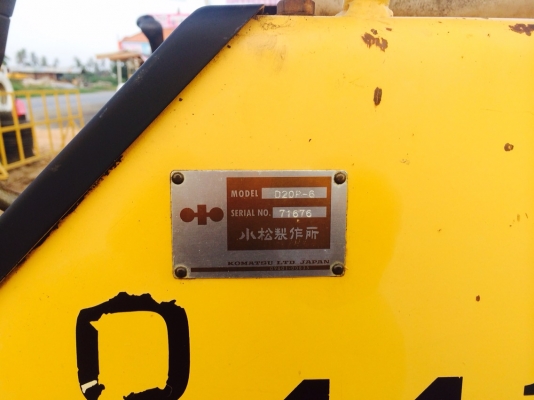 MODEL D20P-6
SERIAL NO. 71676
小松製作所
KOMATSU LTD. JAPAN